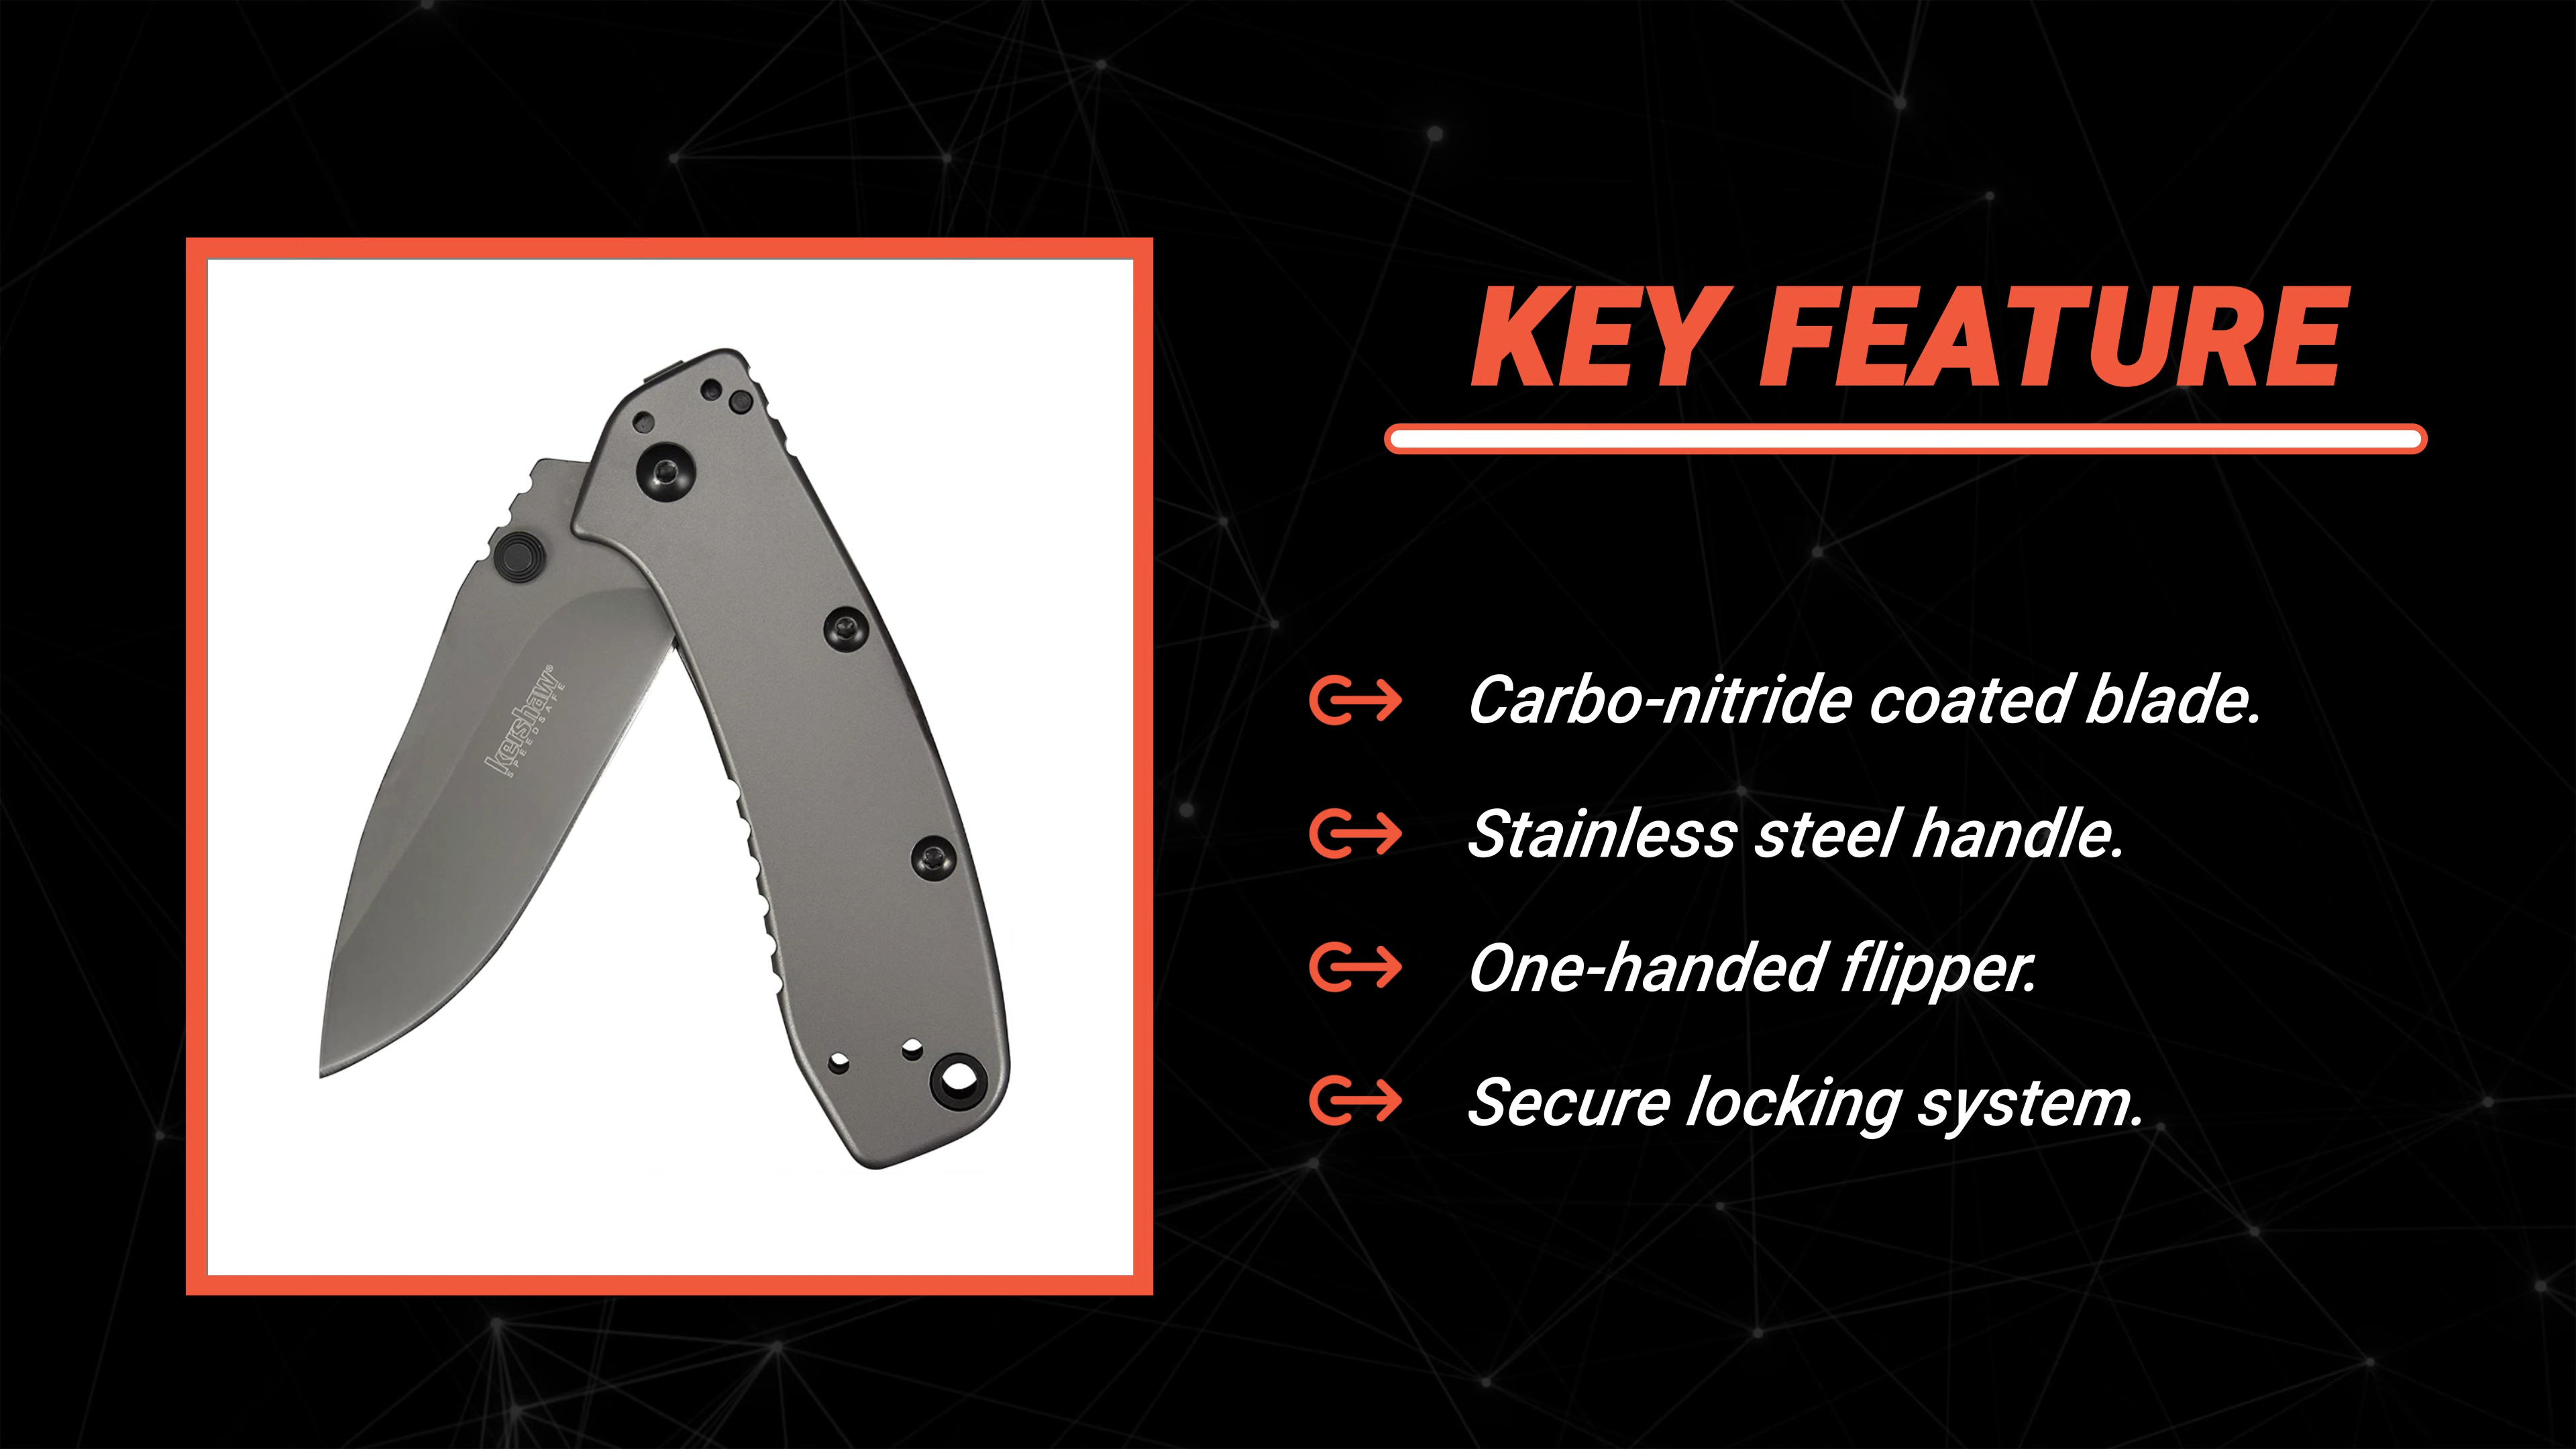 KEY FEATURE
kershaw®
SPEEDSAFE
Carbo-nitride coated blade.
Stainless steel handle.
One-handed flipper.
Secure locking system.